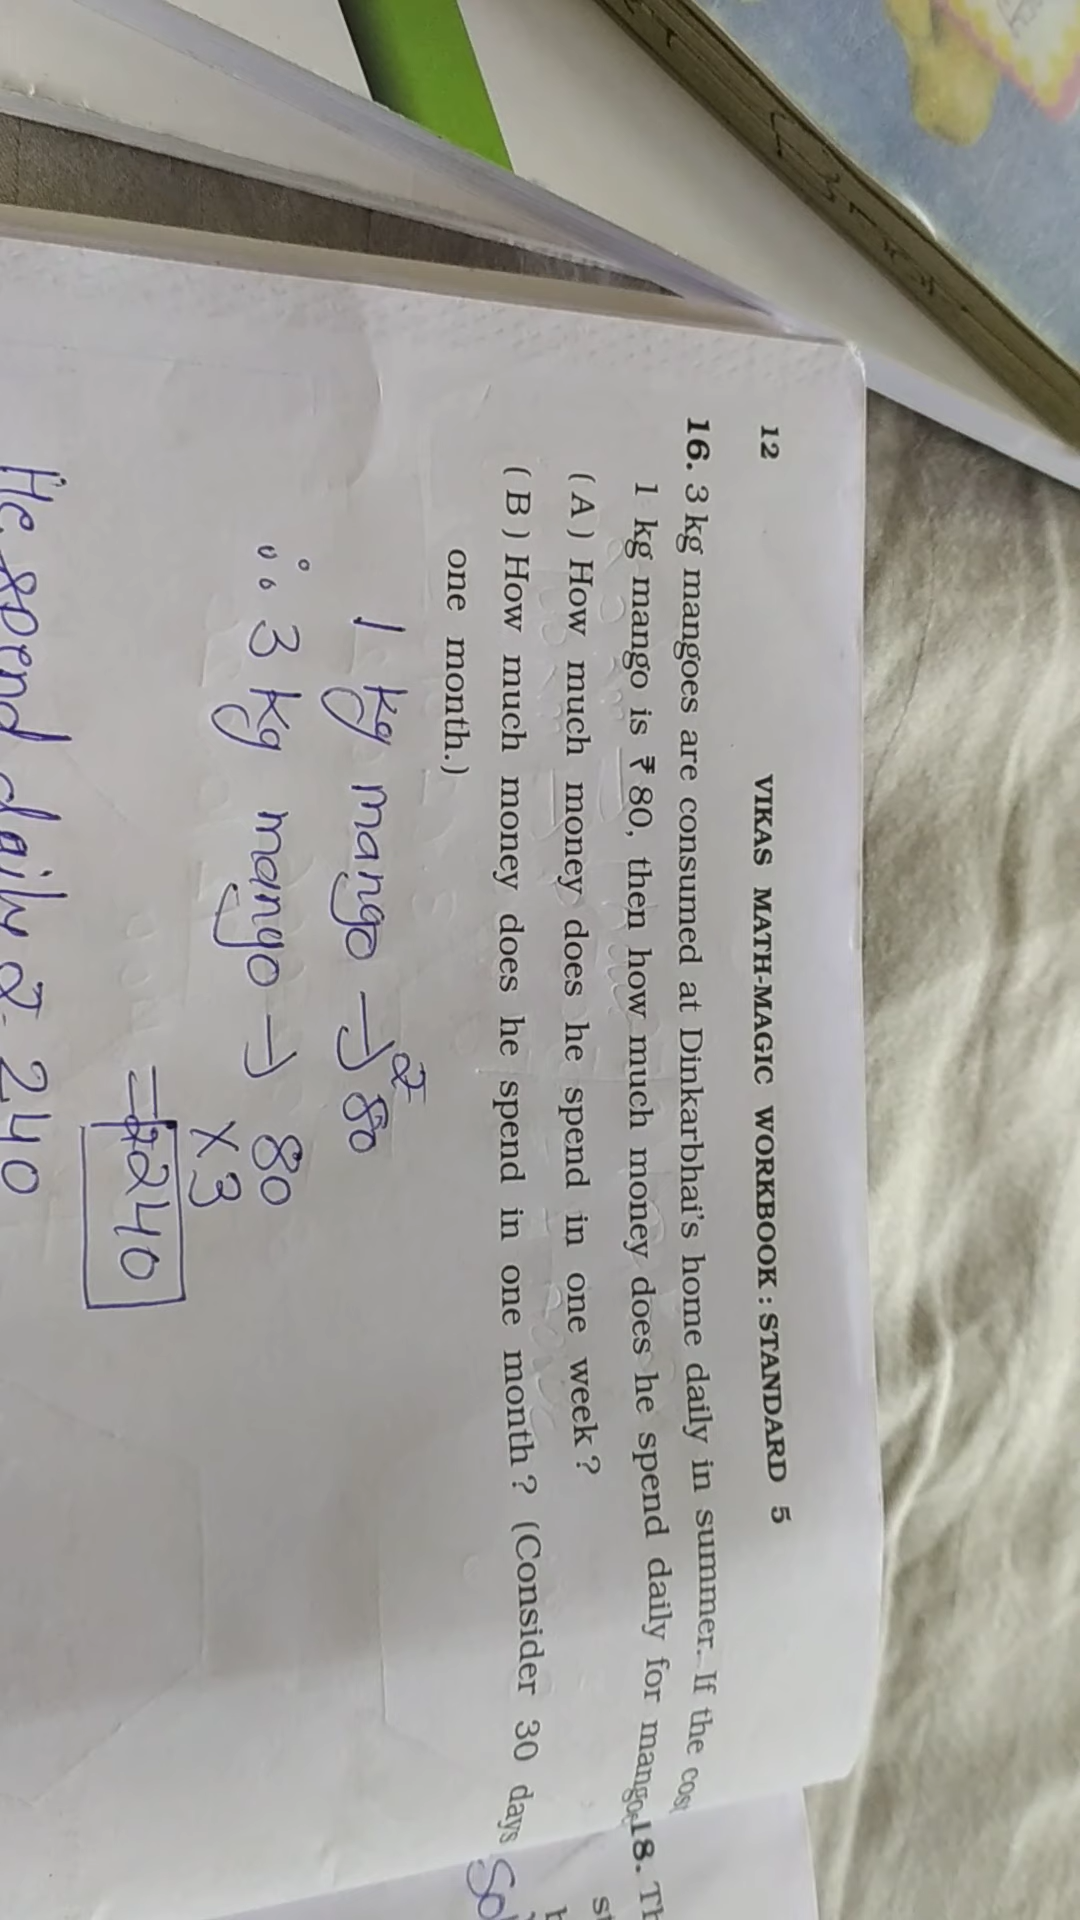 12 VIKAS MATH-MAGIC WORKBOOK : STANDARD 5
16. 3 kg mangoes are consumed at Dinkarbhai's home daily in summer. If the cost
1 kg mango is ₹ 80, then how much money does he spend daily for mangoe
(A) How much money does he spend in one week ?
(B) How much money does he spend in one month ? (Consider 30 days
one month.)
1 kg mango → ₹ 80
∴ 3 kg mango → 80
× 3
= ₹240
He spend daily ₹ 240
18. Th
st
h
Sol